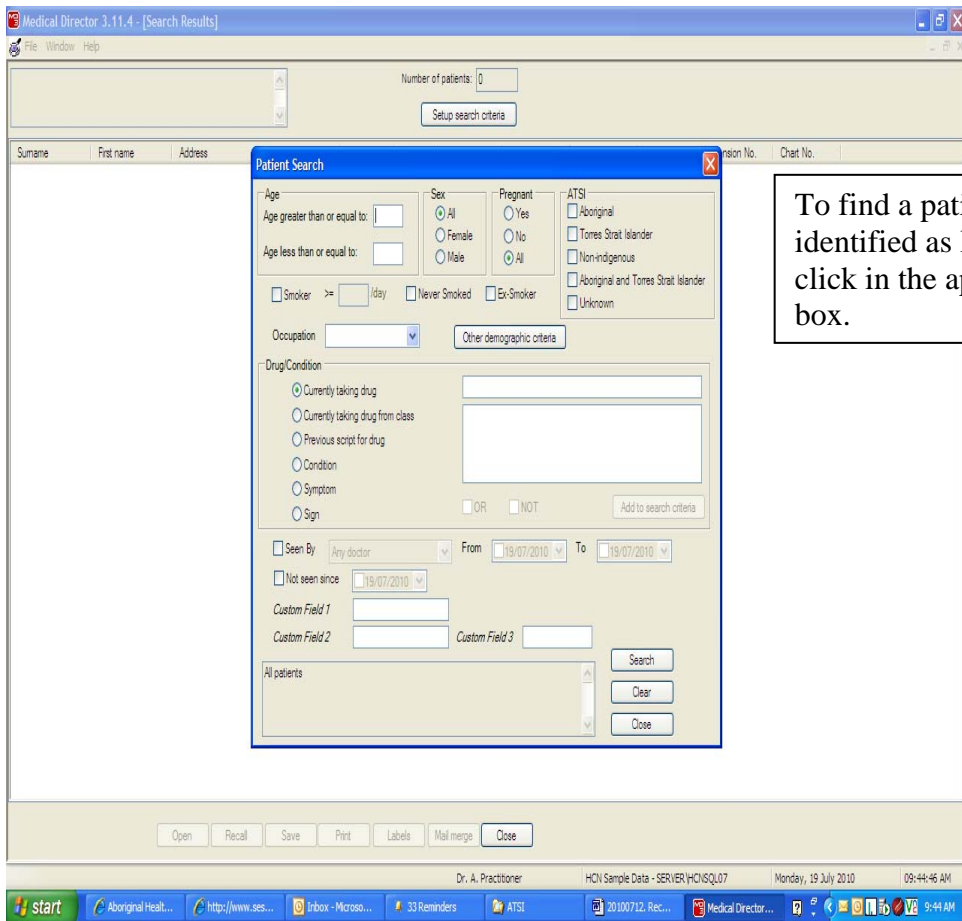 Medical Director 3.11.4 - [Search Results]
File Window Help
Number of patients: 0
Setup search criteria
Surname First name Address nsion No. Chart No.
Patient Search
Age Sex Pregnant ATSI
Age greater than or equal to: All Yes Aboriginal
Female No Torres Strait Islander
Age less than or equal to: Male All Non-indigenous
Aboriginal and Torres Strait Islander
Smoker >= /day Never Smoked Ex-Smoker Unknown
Occupation Other demographic criteria
Drug/Condition
Currently taking drug
Currently taking drug from class
Previous script for drug
Condition
Symptom
Sign OR NOT Add to search criteria
Seen By Any doctor From 19/07/2010 To 19/07/2010
Not seen since 19/07/2010
Custom Field 1
Custom Field 2 Custom Field 3
Search
All patients
Clear
Close
To find a pati
identified as
click in the a
box.
Open Recall Save Print Labels Mail merge Close
Dr. A. Practitioner HCN Sample Data - SERVER\HCNSQL07 Monday, 19 July 2010 09:44:46 AM
start Aboriginal Healt... http://www.ses... Inbox - Microso... 33 Reminders ATSI 20100712. Rec... Medical Director... 9:44 AM